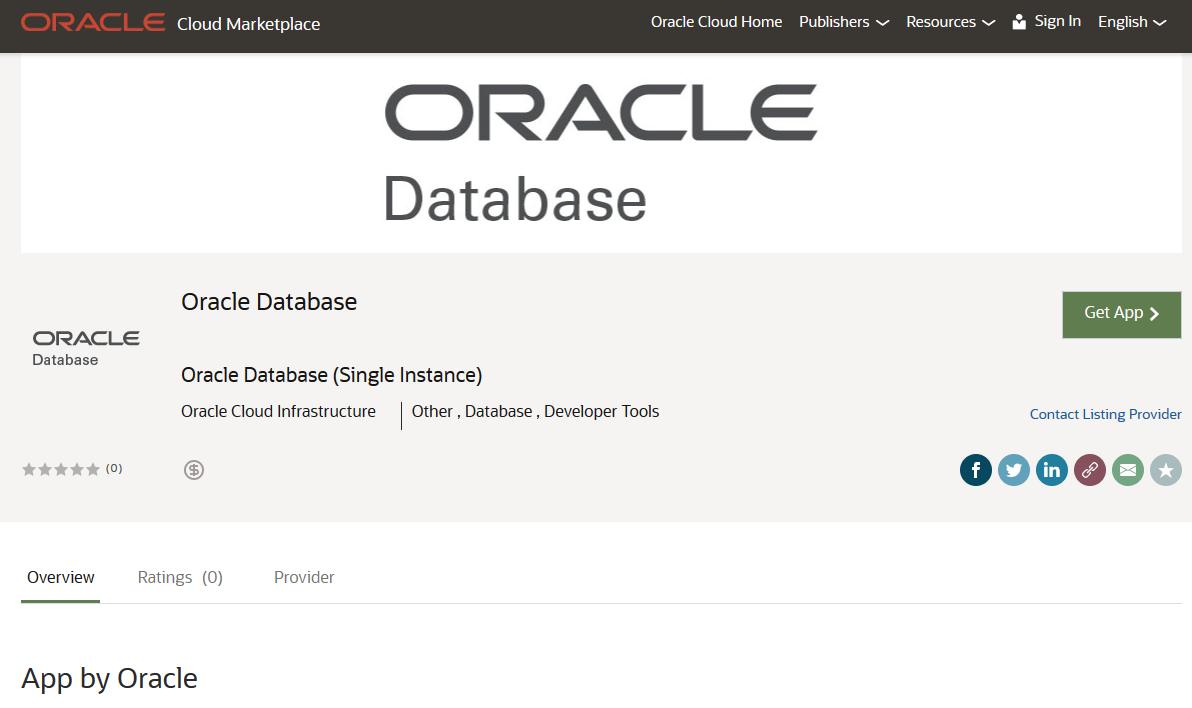 ORACLE Cloud Marketplace Oracle Cloud Home Publishers Resources Sign In English
ORACLE
Database
Oracle Database
Get App
ORACLE
Database
Oracle Database (Single Instance)
Oracle Cloud Infrastructure Other , Database , Developer Tools
Contact Listing Provider
(0)
Overview Ratings (0) Provider
App by Oracle